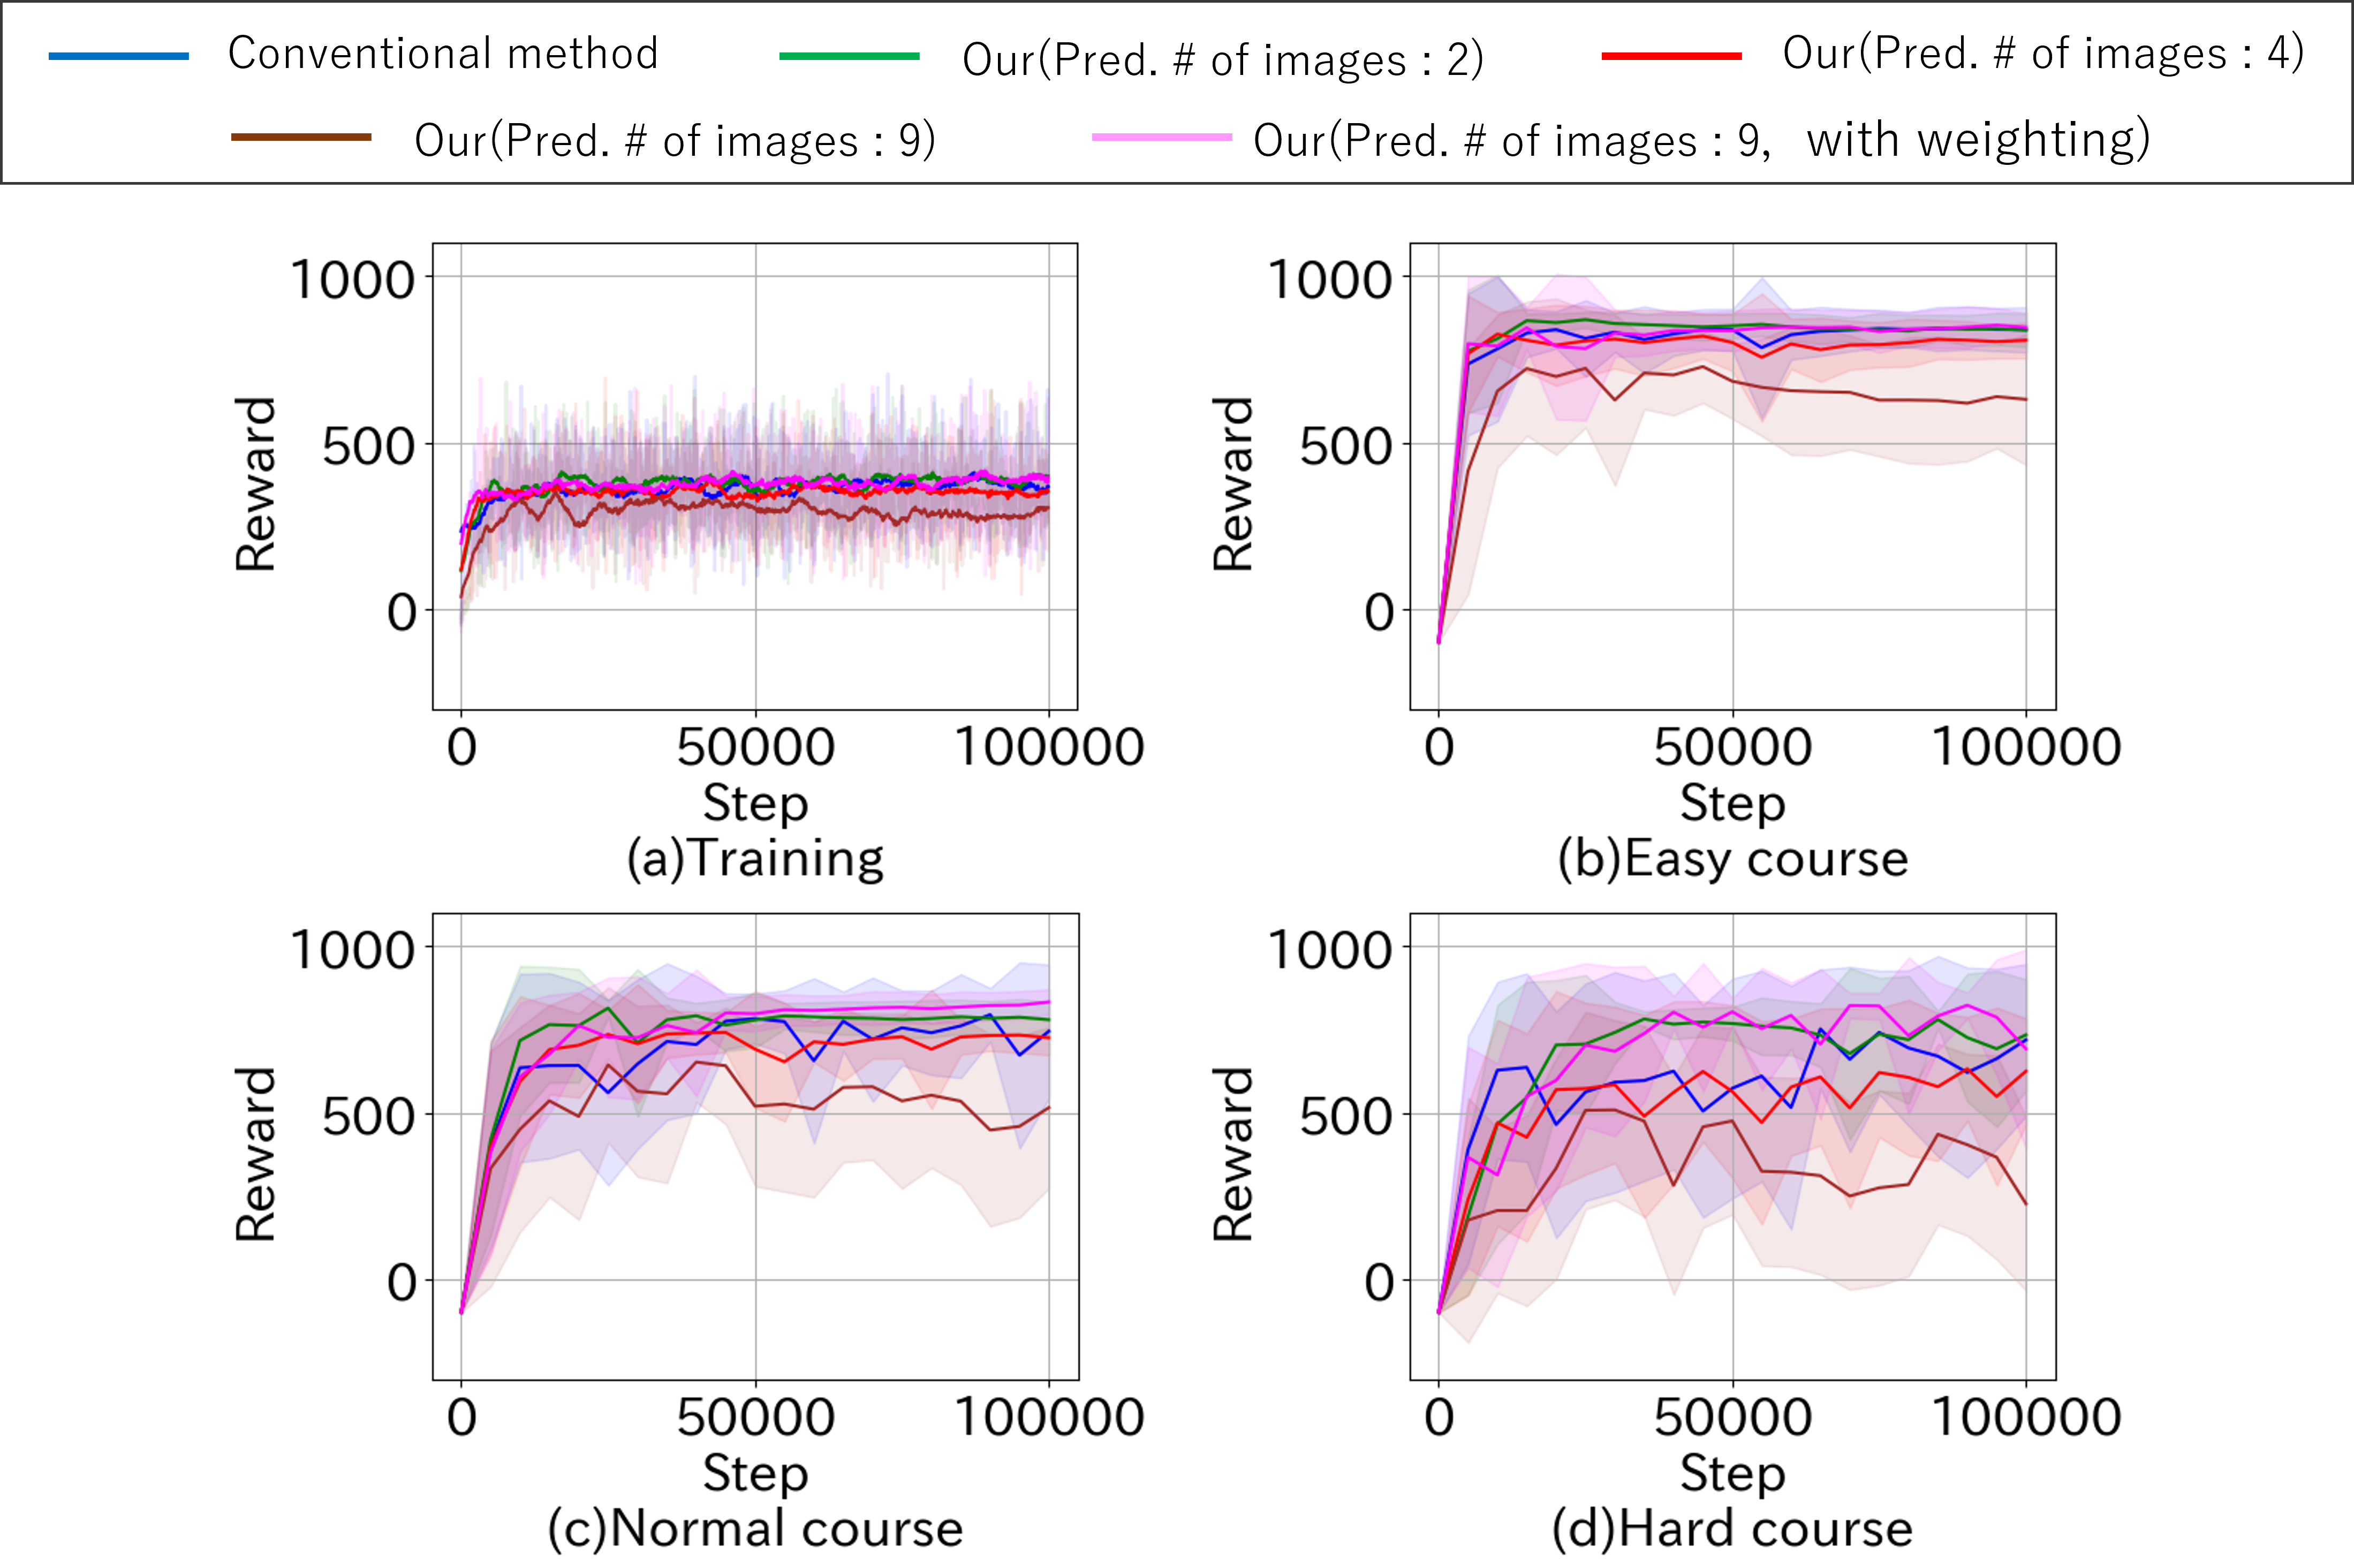 Conventional method
Our(Pred. # of images : 2)
Our(Pred. # of images : 4)
Our(Pred. # of images : 9)
Our(Pred. # of images : 9, with weighting)
1000
500
0
Reward
0 50000 100000
Step
(a)Training
1000
500
0
Reward
0 50000 100000
Step
(b)Easy course
1000
500
0
Reward
0 50000 100000
Step
(c)Normal course
1000
500
0
Reward
0 50000 100000
Step
(d)Hard course